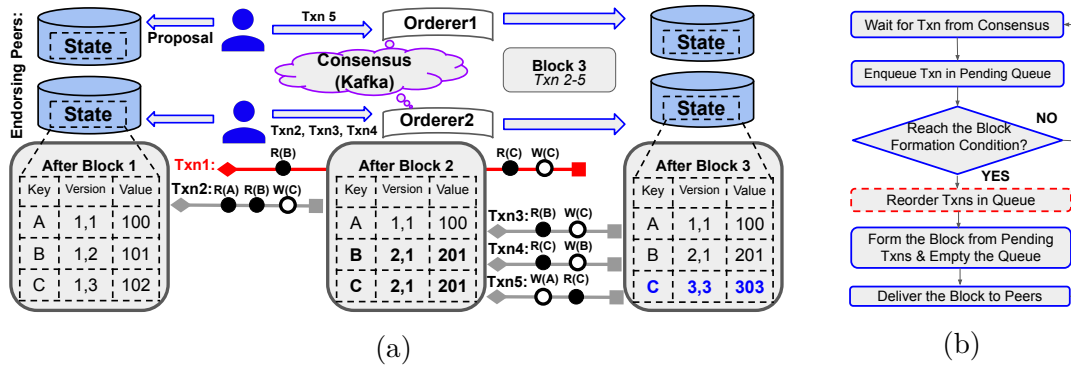 Endorsing Peers:
State
Proposal
Txn 5
Orderer1
State
Consensus
(Kafka)
Block 3
Txn 2-5
State
Txn2, Txn3, Txn4
Orderer2
State
After Block 1
Key Version Value
A 1,1 100
B 1,2 101
C 1,3 102
Txn1:
R(B)
R(C) W(C)
Txn2:
R(A) R(B) W(C)
After Block 2
Key Version Value
A 1,1 100
B 2,1 201
C 2,1 201
Txn3:
R(B) W(C)
Txn4:
R(C) W(B)
Txn5:
W(A) R(C)
After Block 3
Key Version Value
A 1,1 100
B 2,1 201
C 3,3 303
(a)
Wait for Txn from Consensus
Enqueue Txn in Pending Queue
Reach the Block
Formation Condition?
NO
YES
Reorder Txns in Queue
Form the Block from Pending
Txns & Empty the Queue
Deliver the Block to Peers
(b)